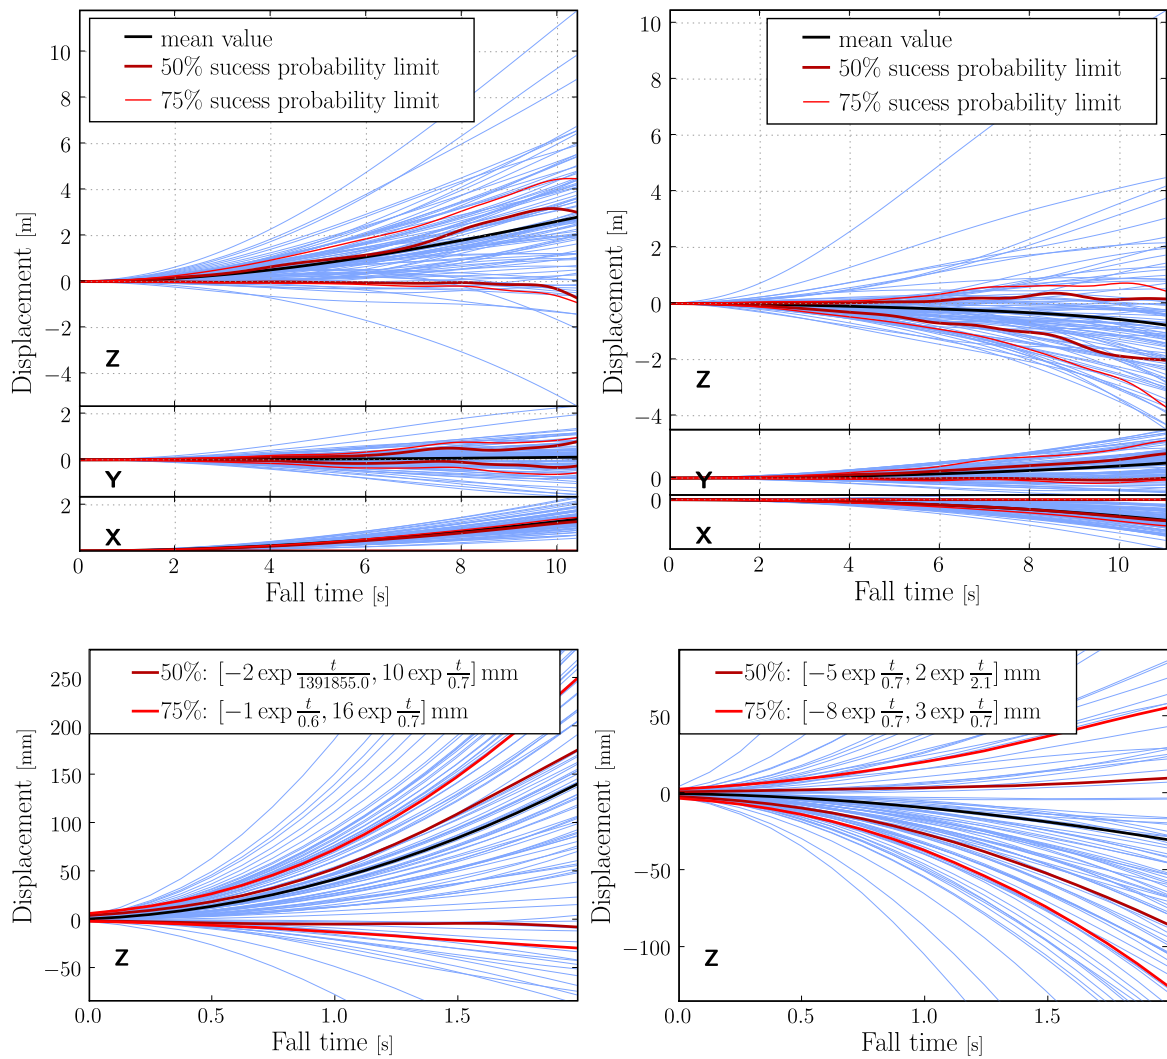 mean value
50% sucess probability limit
75% sucess probability limit
Displacement [m]
10
8
6
4
2
0
−2
−4
Z
2
0
Y
2
X
0 2 4 6 8 10
Fall time [s]
mean value
50% sucess probability limit
75% sucess probability limit
Displacement [m]
10
8
6
4
2
0
−2
−4
Z
0
Y
0
X
0 2 4 6 8 10
Fall time [s]
50%: [−2 exp t/1391855.0, 10 exp t/0.7] mm
75%: [−1 exp t/0.6, 16 exp t/0.7] mm
Displacement [mm]
250
200
150
100
50
0
−50
Z
0.0 0.5 1.0 1.5
Fall time [s]
50%: [−5 exp t/0.7, 2 exp t/2.1] mm
75%: [−8 exp t/0.7, 3 exp t/0.7] mm
Displacement [mm]
50
0
−50
−100
Z
0.0 0.5 1.0 1.5
Fall time [s]